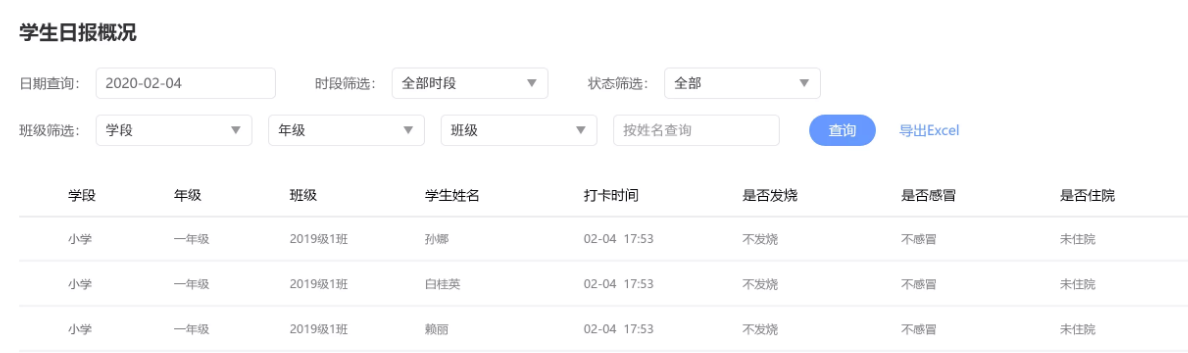 学生日报概况
日期查询： 2020-02-04 时段筛选： 全部时段 状态筛选： 全部
班级筛选： 学段 年级 班级 按姓名查询 查询 导出Excel
学段 年级 班级 学生姓名 打卡时间 是否发烧 是否感冒 是否住院
小学 一年级 2019级1班 孙娜 02-04 17:53 不发烧 不感冒 未住院
小学 一年级 2019级1班 白桂英 02-04 17:53 不发烧 不感冒 未住院
小学 一年级 2019级1班 赖丽 02-04 17:53 不发烧 不感冒 未住院